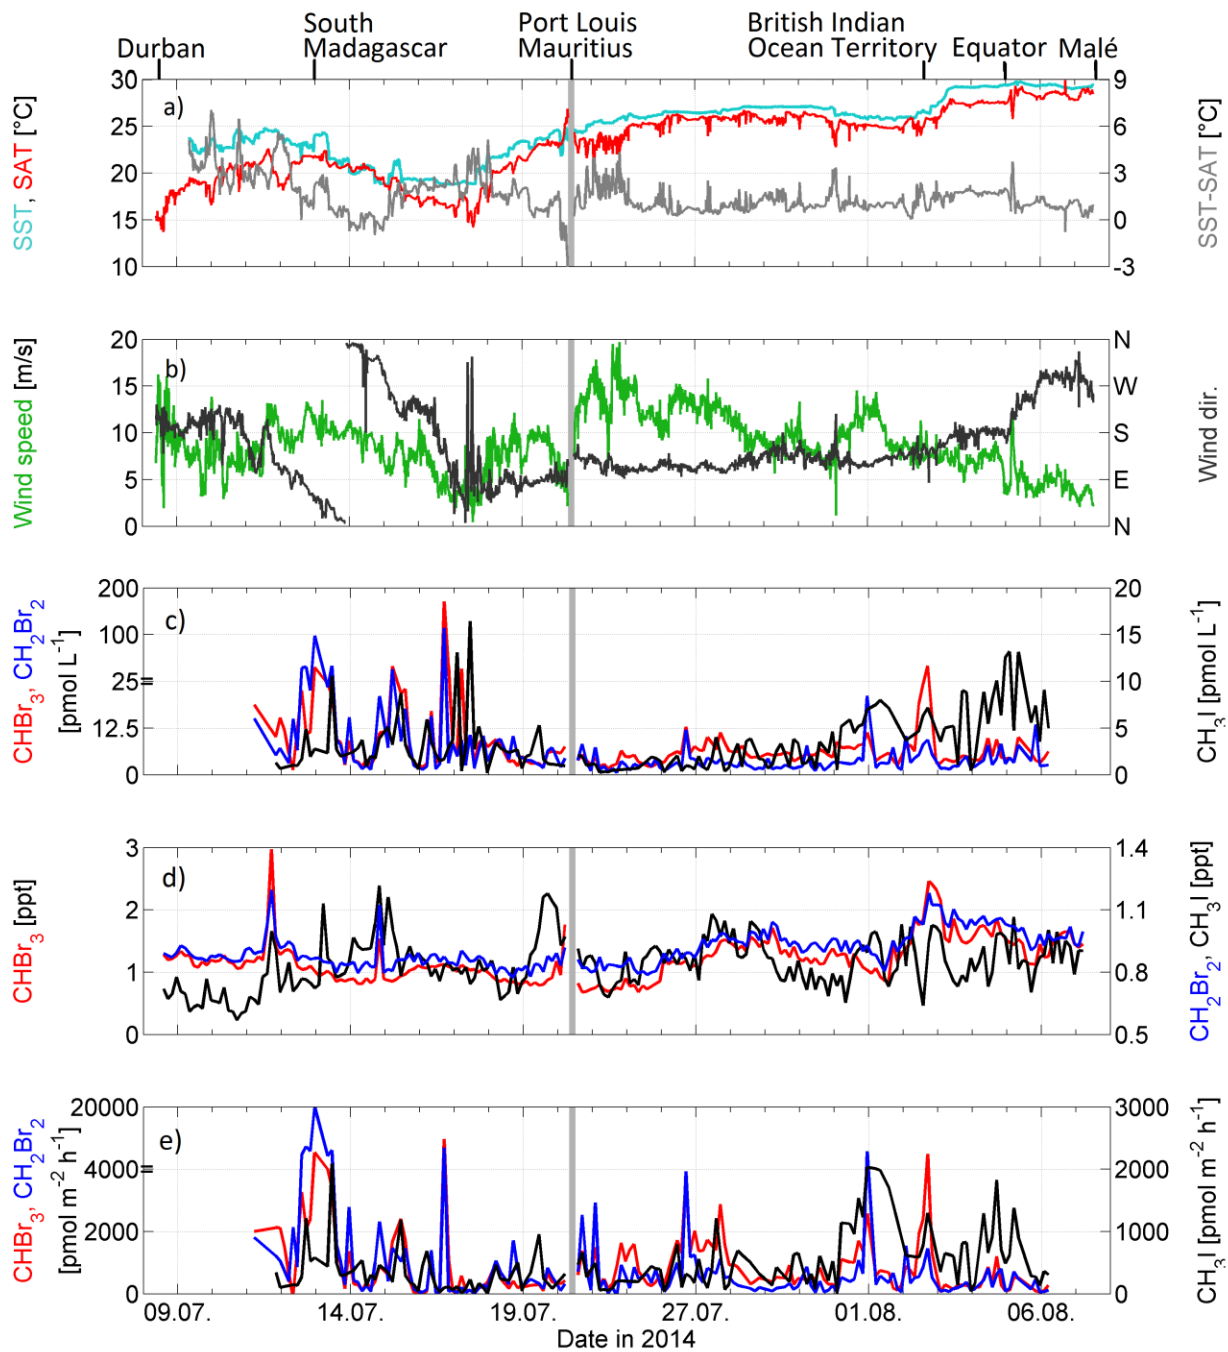 South
Port Louis
British Indian
Durban
Madagascar
Mauritius
Ocean Territory
Equator
Malé
a)
SST, SAT [°C]
30
25
20
15
10
9
6
3
0
-3
SST-SAT [°C]
b)
Wind speed [m/s]
20
15
10
5
0
N
W
S
E
N
Wind dir.
c)
CHBr3, CH2Br2
[pmol L−1]
200
100
25
12.5
0
20
15
10
5
0
CH3I [pmol L−1]
d)
CHBr3 [ppt]
3
2
1
0
1.4
1.1
0.8
0.5
CH2Br2, CH3I [ppt]
e)
CHBr3, CH2Br2
[pmol m−2 h−1]
20000
4000
2000
0
3000
2000
1000
0
CH3I [pmol m−2 h−1]
09.07.
14.07.
19.07.
27.07.
01.08.
06.08.
Date in 2014